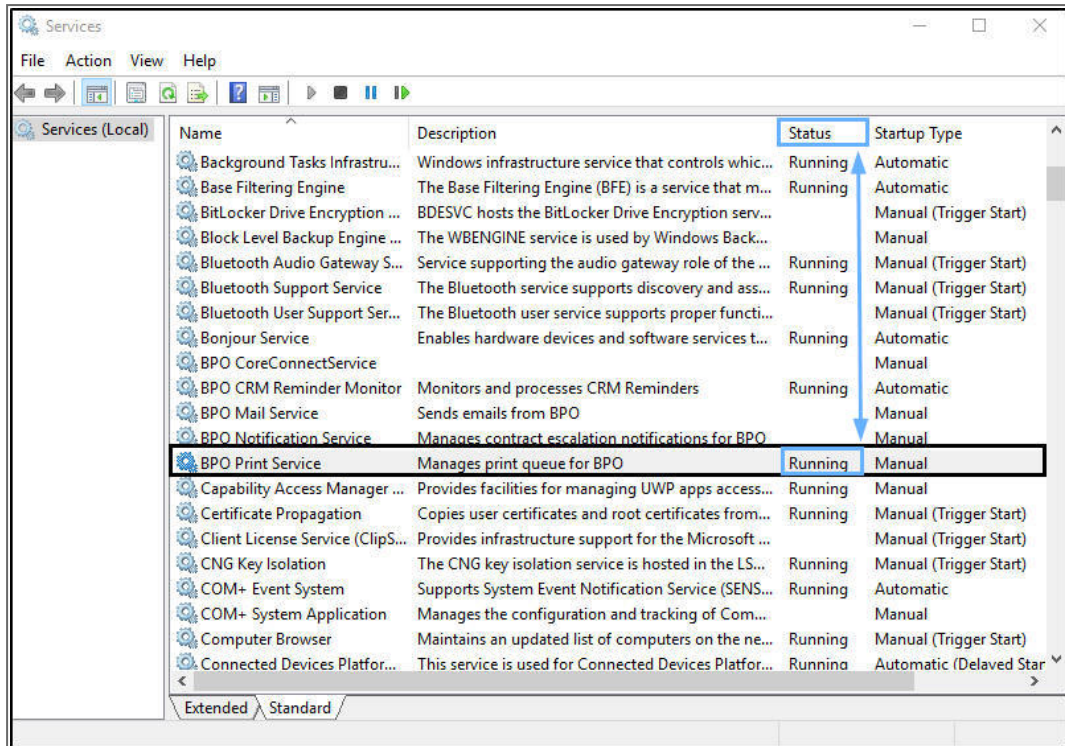 Services
File Action View Help
Services (Local)
Name Description Status Startup Type
Background Tasks Infrastru... Windows infrastructure service that controls whic... Running Automatic
Base Filtering Engine The Base Filtering Engine (BFE) is a service that m... Running Automatic
BitLocker Drive Encryption ... BDESVC hosts the BitLocker Drive Encryption serv... Manual (Trigger Start)
Block Level Backup Engine ... The WBENGINE service is used by Windows Back... Manual
Bluetooth Audio Gateway S... Service supporting the audio gateway role of the ... Running Manual (Trigger Start)
Bluetooth Support Service The Bluetooth service supports discovery and ass... Running Manual (Trigger Start)
Bluetooth User Support Ser... The Bluetooth user service supports proper functi... Manual (Trigger Start)
Bonjour Service Enables hardware devices and software services t... Running Automatic
BPO CoreConnectService Manual
BPO CRM Reminder Monitor Monitors and processes CRM Reminders Running Automatic
BPO Mail Service Sends emails from BPO Manual
BPO Notification Service Manages contract escalation notifications for BPO Manual
BPO Print Service Manages print queue for BPO Running Manual
Capability Access Manager ... Provides facilities for managing UWP apps access... Running Manual
Certificate Propagation Copies user certificates and root certificates from... Running Manual (Trigger Start)
Client License Service (ClipS... Provides infrastructure support for the Microsoft ... Manual (Trigger Start)
CNG Key Isolation The CNG key isolation service is hosted in the LS... Running Manual (Trigger Start)
COM+ Event System Supports System Event Notification Service (SENS... Running Automatic
COM+ System Application Manages the configuration and tracking of Com... Manual
Computer Browser Maintains an updated list of computers on the ne... Running Manual (Trigger Start)
Connected Devices Platfor... This service is used for Connected Devices Platfor... Running Automatic (Delayed Star
Extended Standard